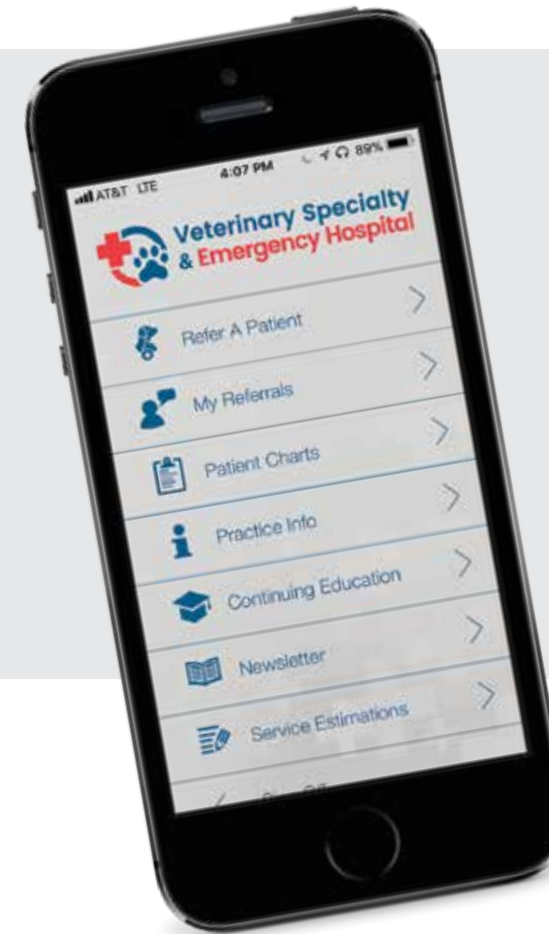 AT&T LTE 4:07 PM 89%
Veterinary Specialty
& Emergency Hospital
Refer A Patient
My Referrals
Patient Charts
Practice Info
Continuing Education
Newsletter
Service Estimations